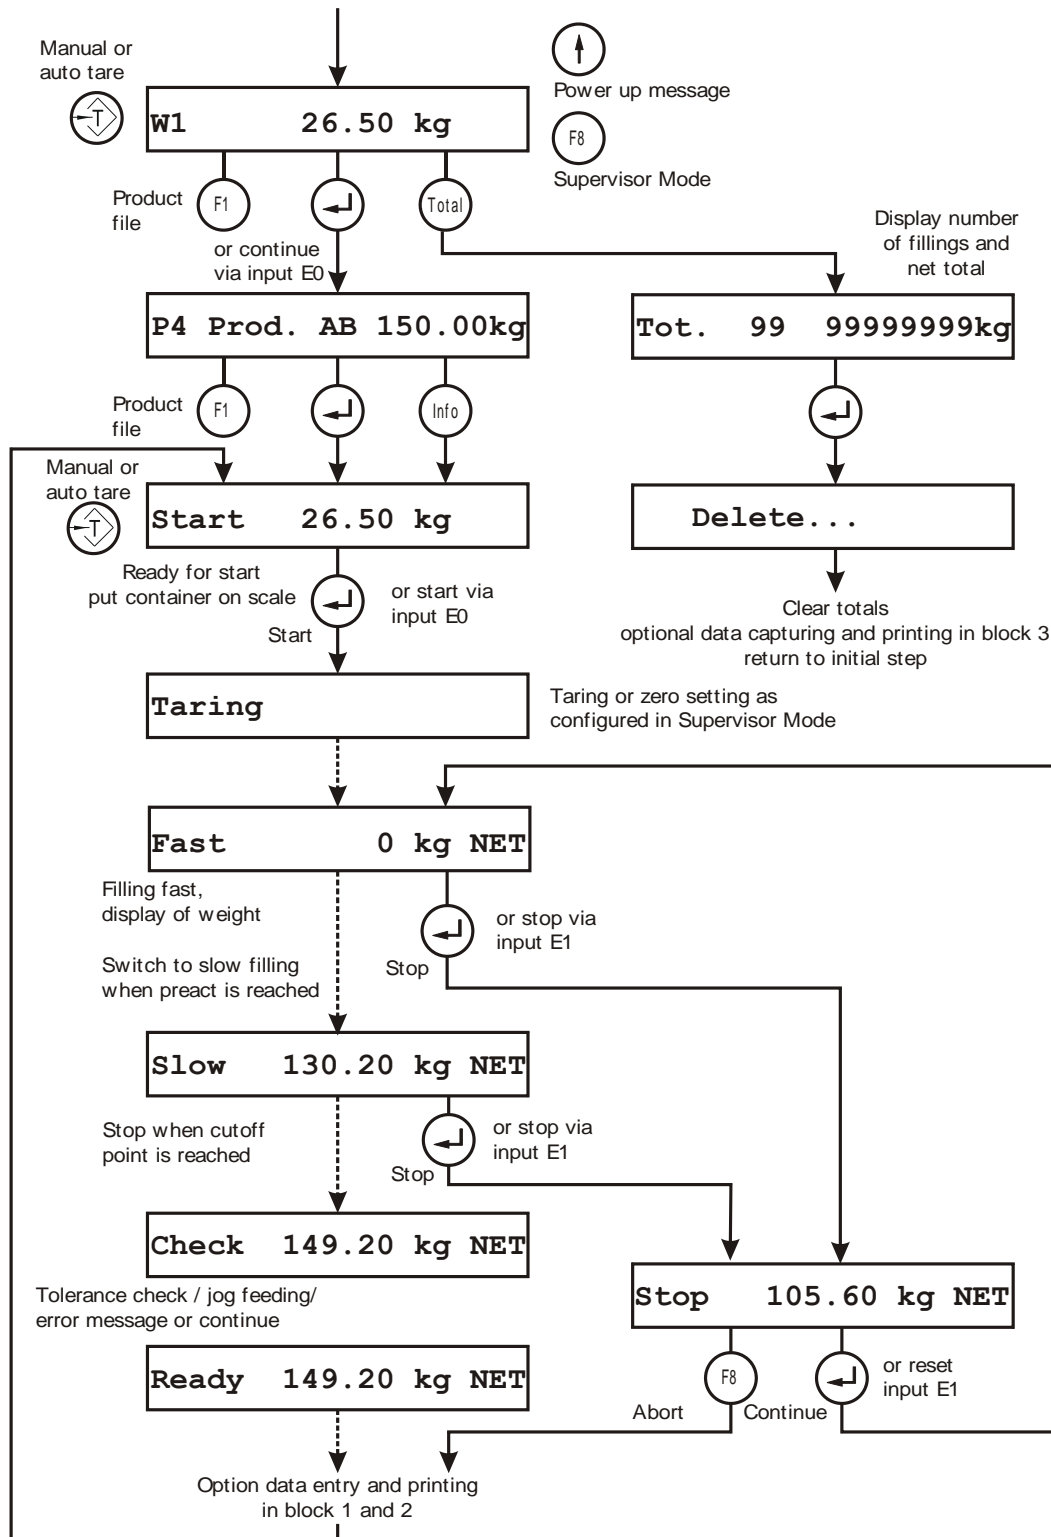 Manual or
auto tare
T
W1 26.50 kg
Power up message
F8
Supervisor Mode
Product
file
F1
Total
or continue
via input E0
Display number
of fillings and
net total
P4 Prod. AB 150.00kg
Tot. 99 99999999kg
Product
file
F1
Info
Manual or
auto tare
T
Start 26.50 kg
Delete...
Ready for start
put container on scale
or start via
input E0
Start
Clear totals
optional data capturing and printing in block 3
return to initial step
Taring
Taring or zero setting as
configured in Supervisor Mode
Fast 0 kg NET
Filling fast,
display of weight
or stop via
input E1
Stop
Switch to slow filling
when preact is reached
Slow 130.20 kg NET
Stop when cutoff
point is reached
or stop via
input E1
Stop
Check 149.20 kg NET
Stop 105.60 kg NET
Tolerance check / jog feeding/
error message or continue
Ready 149.20 kg NET
F8
or reset
input E1
Abort
Continue
Option data entry and printing
in block 1 and 2